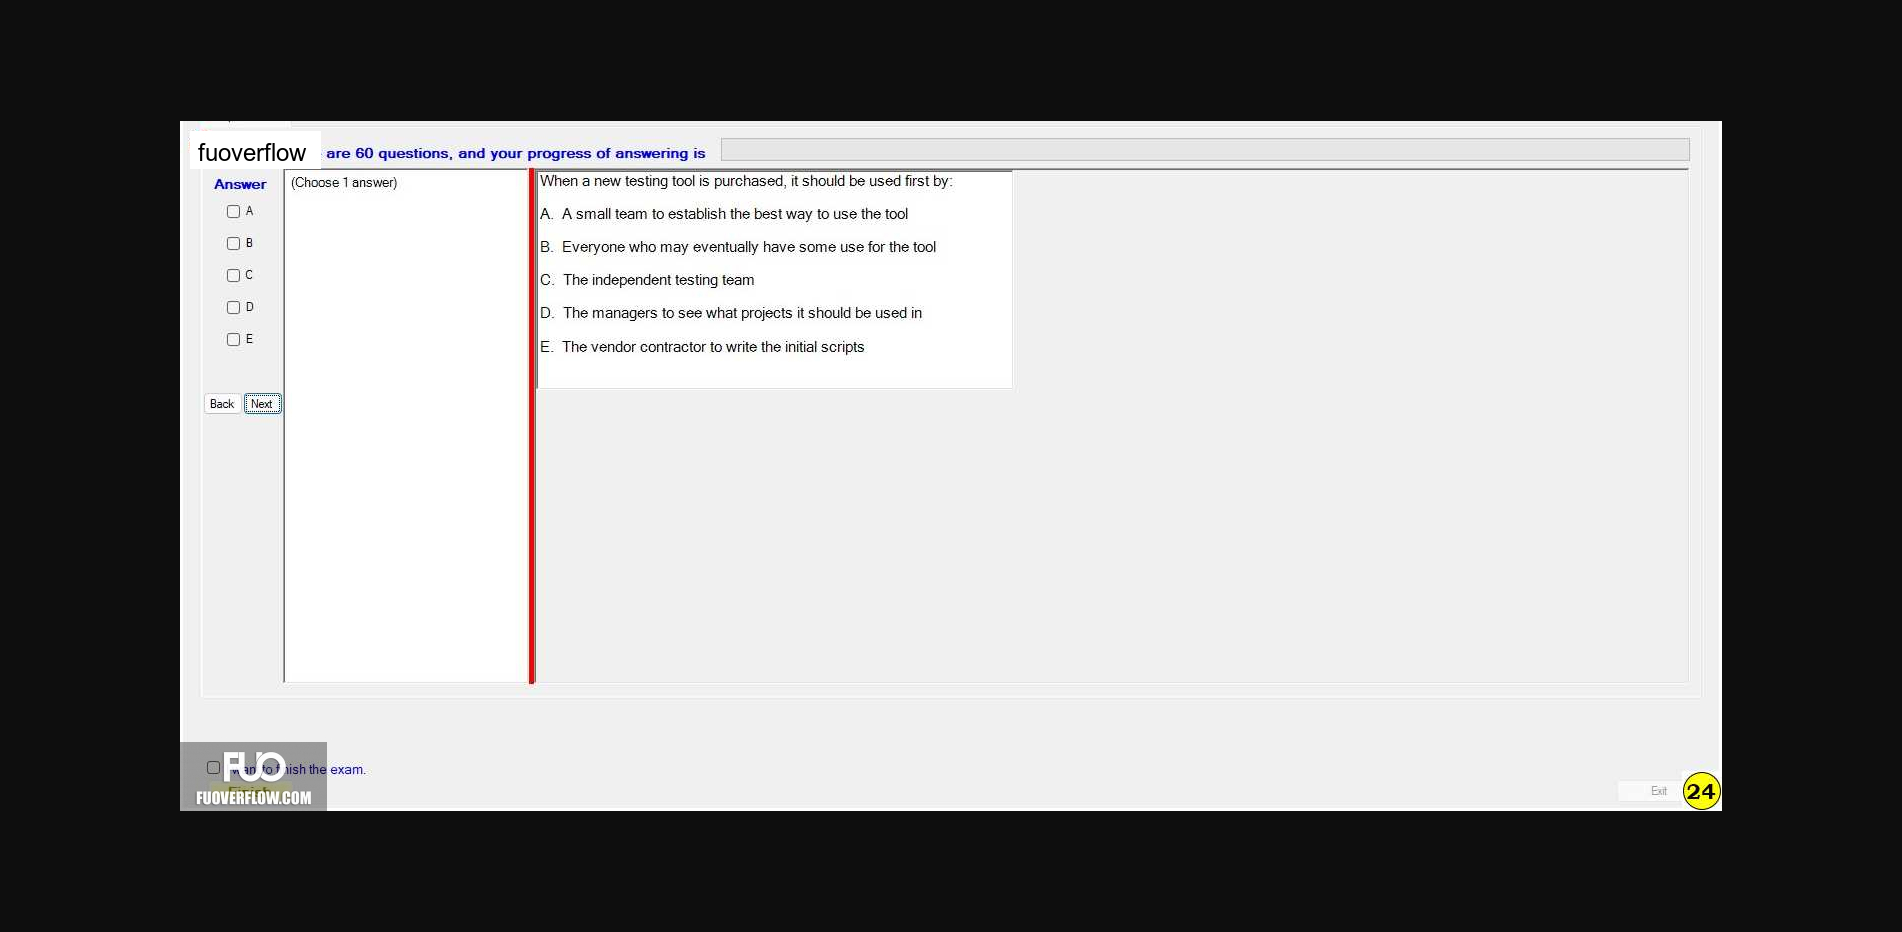 fuoverflow are 60 questions, and your progress of answering is
Answer
(Choose 1 answer)
A
B
C
D
E
Back Next
When a new testing tool is purchased, it should be used first by:
A. A small team to establish the best way to use the tool
B. Everyone who may eventually have some use for the tool
C. The independent testing team
D. The managers to see what projects it should be used in
E. The vendor contractor to write the initial scripts
FUO
want to finish the exam.
Finish
FUOVERFLOW.COM
Exit
24